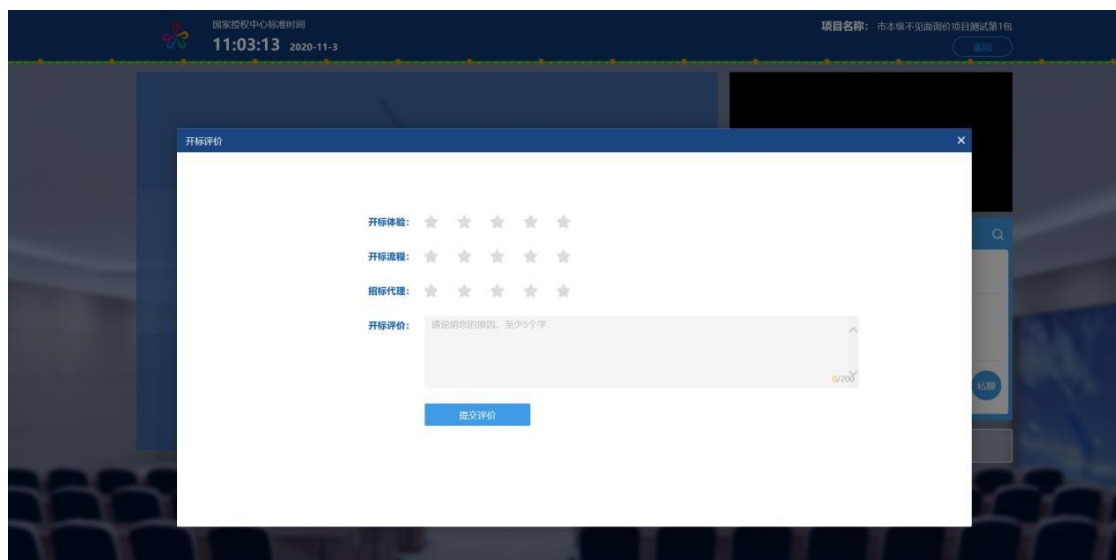 国家授权中心标准时间
11:03:13 2020-11-3
项目名称： 市本级不见面询价项目测试第1包
返回
开标评价
开标体验：
开标流程：
招标代理：
开标评价：
请说明您的原因，至少5个字
0/200
私聊
提交评价